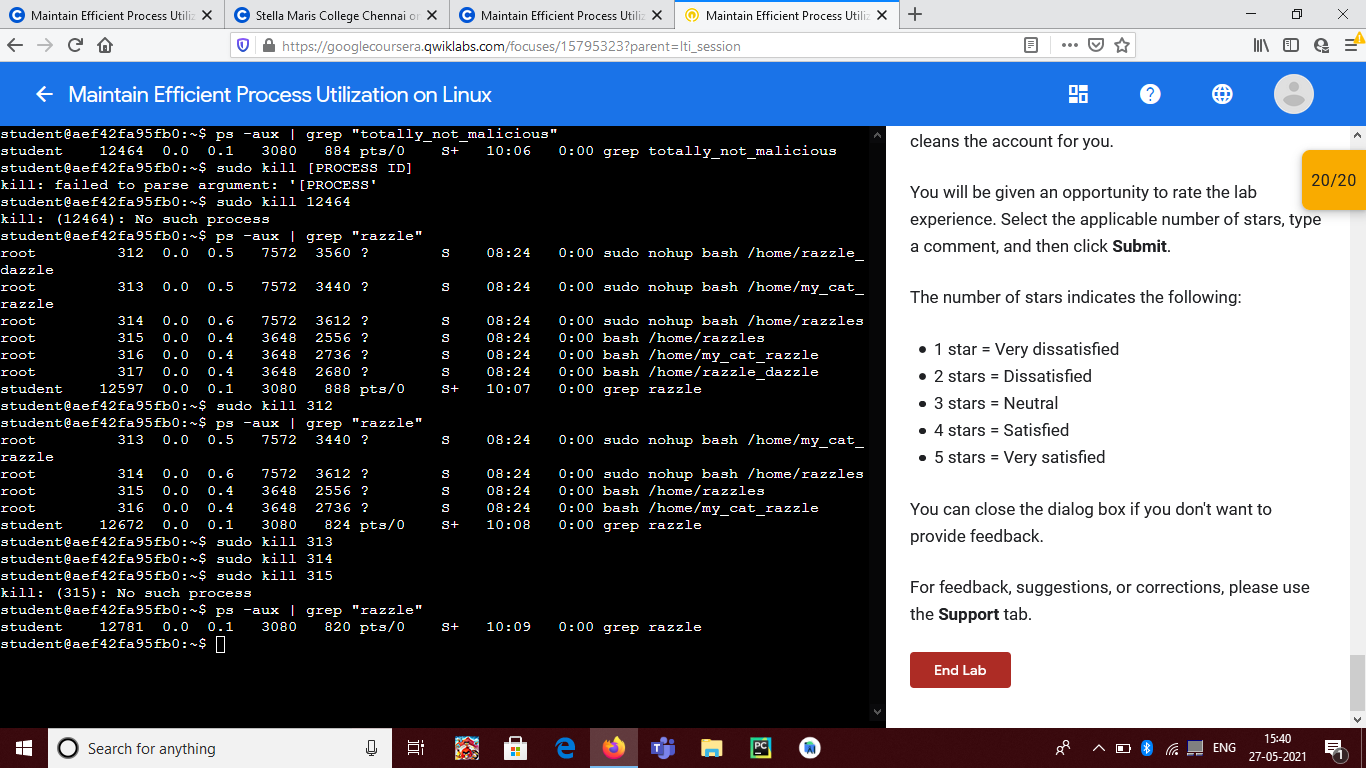 Maintain Efficient Process Utiliz
Stella Maris College Chennai on
Maintain Efficient Process Utiliz
Maintain Efficient Process Utiliz
https://googlecoursera.qwiklabs.com/focuses/15795323?parent=lti_session
Maintain Efficient Process Utilization on Linux
student@aef42fa95fb0:~$ ps -aux | grep "totally_not_malicious"
student    12464  0.0  0.1   3080   884 pts/0    S+   10:06   0:00 grep totally_not_malicious
student@aef42fa95fb0:~$ sudo kill [PROCESS ID]
kill: failed to parse argument: '[PROCESS'
student@aef42fa95fb0:~$ sudo kill 12464
kill: (12464): No such process
student@aef42fa95fb0:~$ ps -aux | grep "razzle"
root         312  0.0  0.5   7572  3560 ?        S    08:24   0:00 sudo nohup bash /home/razzle_
dazzle
root         313  0.0  0.5   7572  3440 ?        S    08:24   0:00 sudo nohup bash /home/my_cat_
razzle
root         314  0.0  0.6   7572  3612 ?        S    08:24   0:00 sudo nohup bash /home/razzles
root         315  0.0  0.4   3648  2556 ?        S    08:24   0:00 bash /home/razzles
root         316  0.0  0.4   3648  2736 ?        S    08:24   0:00 bash /home/my_cat_razzle
root         317  0.0  0.4   3648  2680 ?        S    08:24   0:00 bash /home/razzle_dazzle
student    12597  0.0  0.1   3080   888 pts/0    S+   10:07   0:00 grep razzle
student@aef42fa95fb0:~$ sudo kill 312
student@aef42fa95fb0:~$ ps -aux | grep "razzle"
root         313  0.0  0.5   7572  3440 ?        S    08:24   0:00 sudo nohup bash /home/my_cat_
razzle
root         314  0.0  0.6   7572  3612 ?        S    08:24   0:00 sudo nohup bash /home/razzles
root         315  0.0  0.4   3648  2556 ?        S    08:24   0:00 bash /home/razzles
root         316  0.0  0.4   3648  2736 ?        S    08:24   0:00 bash /home/my_cat_razzle
student    12672  0.0  0.1   3080   824 pts/0    S+   10:08   0:00 grep razzle
student@aef42fa95fb0:~$ sudo kill 313
student@aef42fa95fb0:~$ sudo kill 314
student@aef42fa95fb0:~$ sudo kill 315
kill: (315): No such process
student@aef42fa95fb0:~$ ps -aux | grep "razzle"
student    12781  0.0  0.1   3080   820 pts/0    S+   10:09   0:00 grep razzle
student@aef42fa95fb0:~$
cleans the account for you.
20/20
You will be given an opportunity to rate the lab
experience. Select the applicable number of stars, type
a comment, and then click Submit.
The number of stars indicates the following:
• 1 star = Very dissatisfied
• 2 stars = Dissatisfied
• 3 stars = Neutral
• 4 stars = Satisfied
• 5 stars = Very satisfied
You can close the dialog box if you don't want to
provide feedback.
For feedback, suggestions, or corrections, please use
the Support tab.
End Lab
Search for anything
PC
ENG
15:40
27-05-2021
1